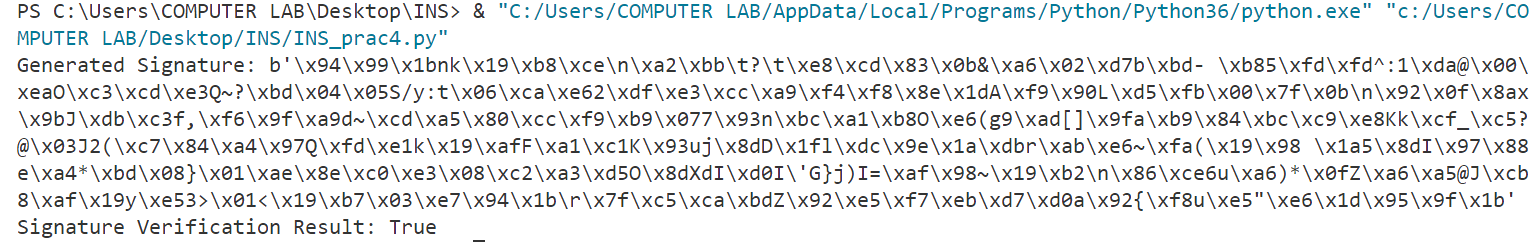 PS C:\Users\COMPUTER LAB\Desktop\INS> & "C:/Users/COMPUTER LAB/AppData/Local/Programs/Python/Python36/python.exe" "c:/Users/CO
MPUTER LAB/Desktop/INS/INS_prac4.py"
Generated Signature: b'\x94\x99\x1bnk\x19\xb8\xce\n\xa2\xbb\t?\t\xe8\xcd\x83\x0b&\xa6\x02\xd7b\xbd- \xb85\xfd\xfd^:1\xda@\x00\
\xeaO\xc3\xcd\xe3Q~?\xbd\x04\x05S/y:t\x06\xca\xe62\xdf\xe3\xcc\xa9\xf4\xf8\x8e\x1dA\xf9\x90L\xd5\xfb\x00\x7f\x0b\n\x92\x0f\x8ax
\x9bJ\xdb\xc3f,\xf6\x9f\xa9d~\xcd\xa5\x80\xcc\xf9\xb9\x077\x93n\xbc\xa1\xb8O\xe6(g9\xad[]\x9fa\xb9\x84\xbc\xc9\xe8Kk\xcf_\xc5?
@\x03J2(\xc7\x84\xa4\x97Q\xfd\xe1k\x19\xafF\xa1\xc1K\x93uj\x8dD\x1fl\xdc\x9e\x1a\xdbr\xab\xe6~\xfa(\x19\x98 \x1a5\x8dI\x97\x88
e\xa4*\xbd\x08}\x01\xae\x8e\xc0\xe3\x08\xc2\xa3\xd5O\x8dXdI\xd0I\'G}j)I=\xaf\x98~\x19\xb2\n\x86\xce6u\xa6)*\x0fZ\xa6\xa5@J\xcb
8\xaf\x19y\xe53>\x01<\x19\xb7\x03\xe7\x94\x1b\r\x7f\xc5\xca\xbdZ\x92\xe5\xf7\xeb\xd7\xd0a\x92{\xf8u\xe5"\xe6\x1d\x95\x9f\x1b'
Signature Verification Result: True